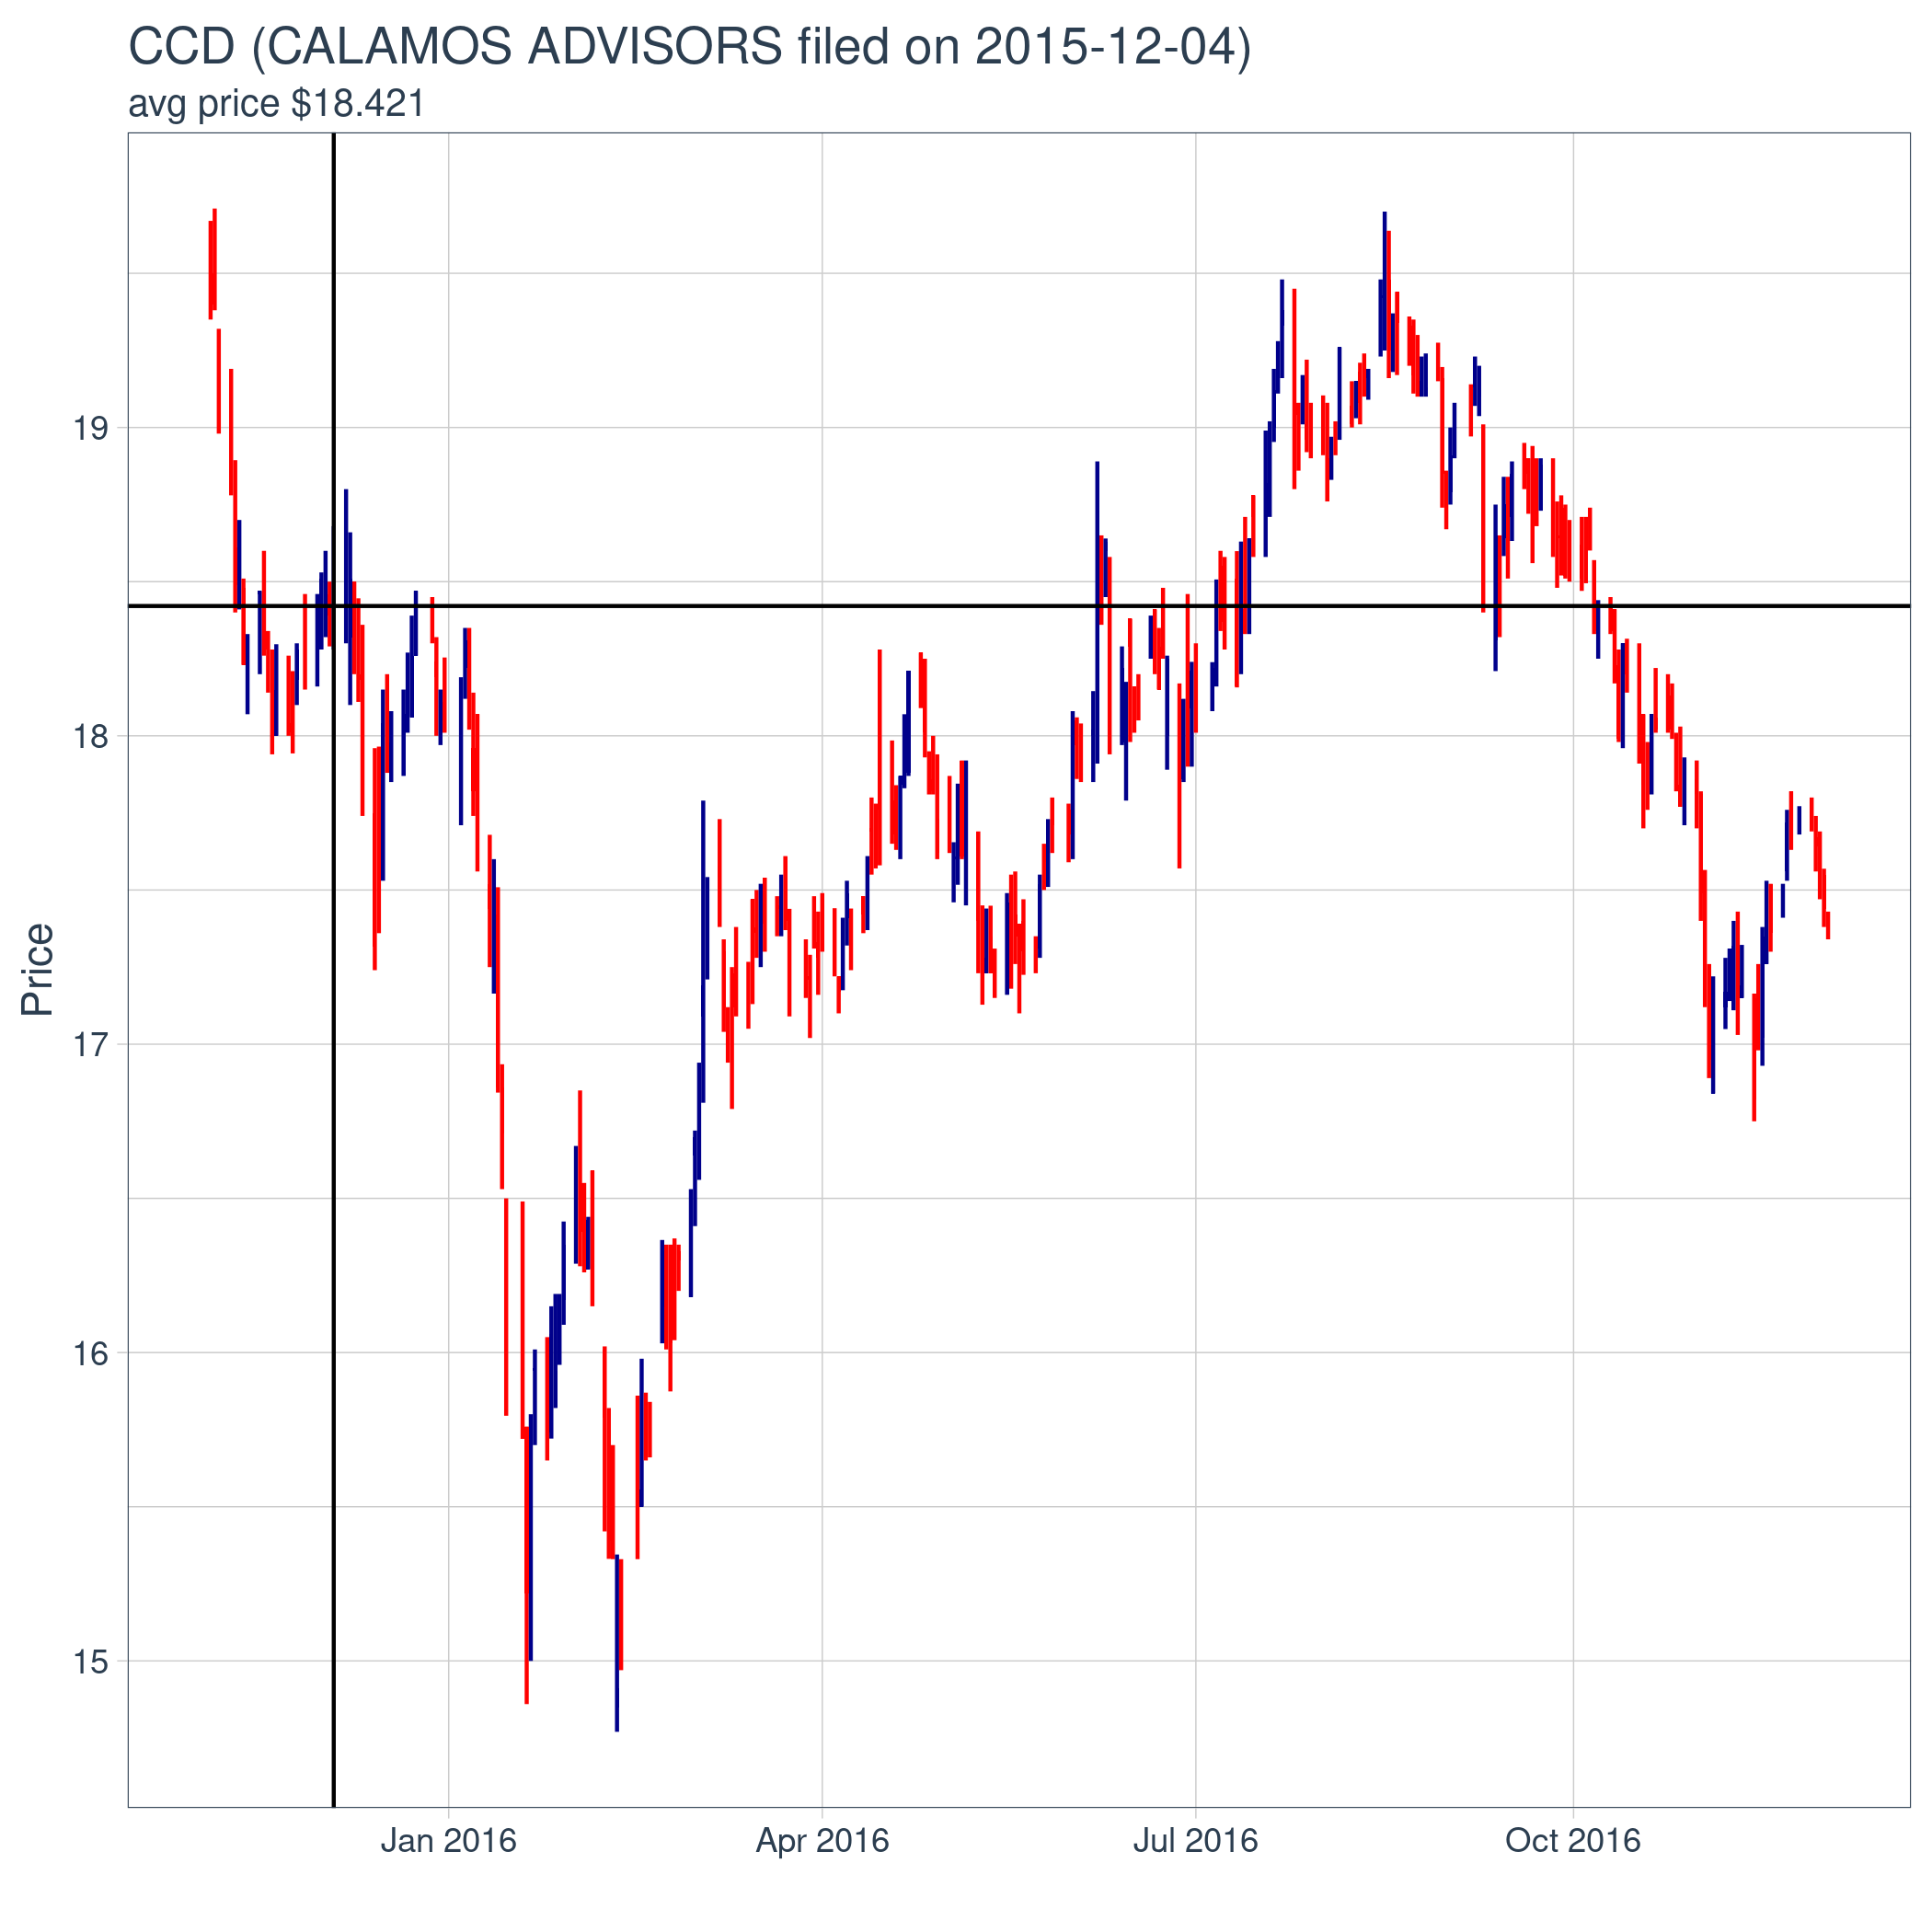 CCD (CALAMOS ADVISORS filed on 2015-12-04)
avg price $18.421
Price
19
18
17
16
15
Jan 2016
Apr 2016
Jul 2016
Oct 2016